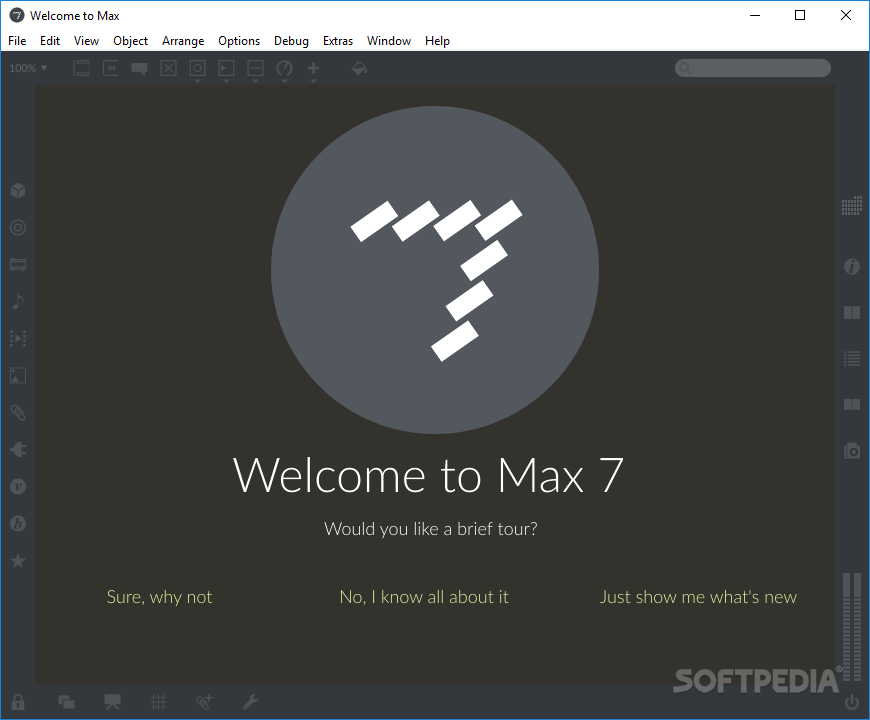 Welcome to Max
File Edit View Object Arrange Options Debug Extras Window Help
100%
Welcome to Max 7
Would you like a brief tour?
Sure, why not
No, I know all about it
Just show me what's new
SOFTPEDIA®